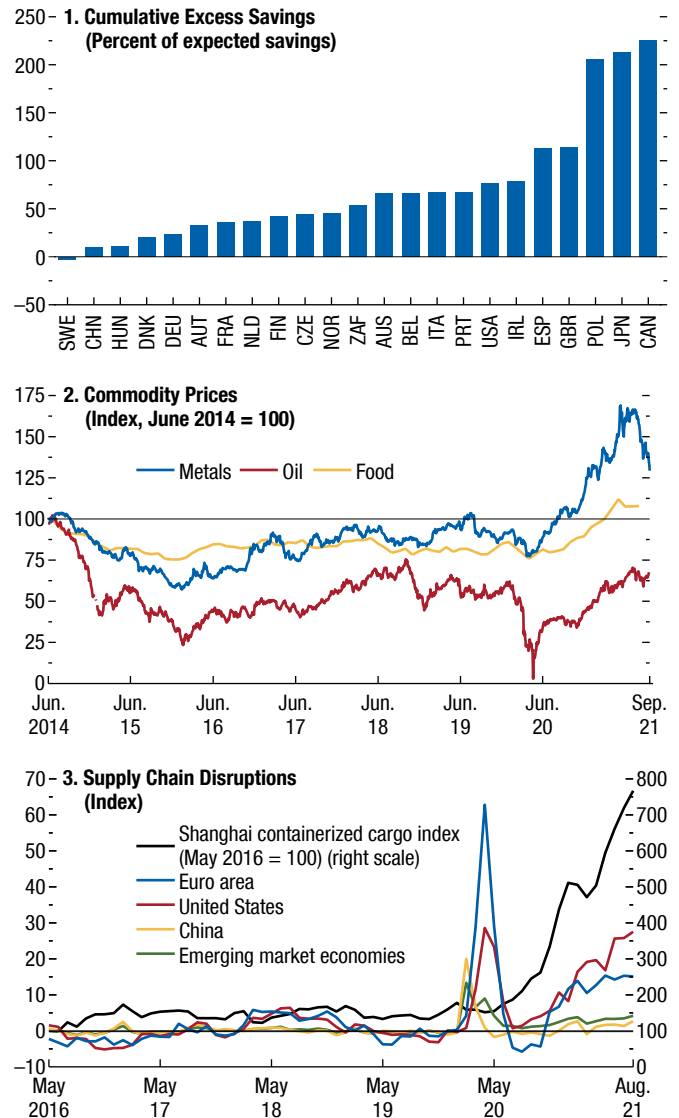 1. Cumulative Excess Savings
(Percent of expected savings)
250
200
150
100
50
0
–50
SWE CHN HUN DNK DEU AUT FRA NLD FIN CZE NOR ZAF AUS BEL ITA PRT USA IRL ESP GBR POL JPN CAN
2. Commodity Prices
(Index, June 2014 = 100)
Metals Oil Food
175
150
125
100
75
50
25
0
Jun. Jun. Jun. Jun. Jun. Jun. Jun. Sep.
2014 15 16 17 18 19 20 21
3. Supply Chain Disruptions
(Index)
Shanghai containerized cargo index
(May 2016 = 100) (right scale)
Euro area
United States
China
Emerging market economies
70 800
60 700
50 600
40 500
30 400
20 300
10 200
0 100
–10 0
May May May May May Aug.
2016 17 18 19 20 21